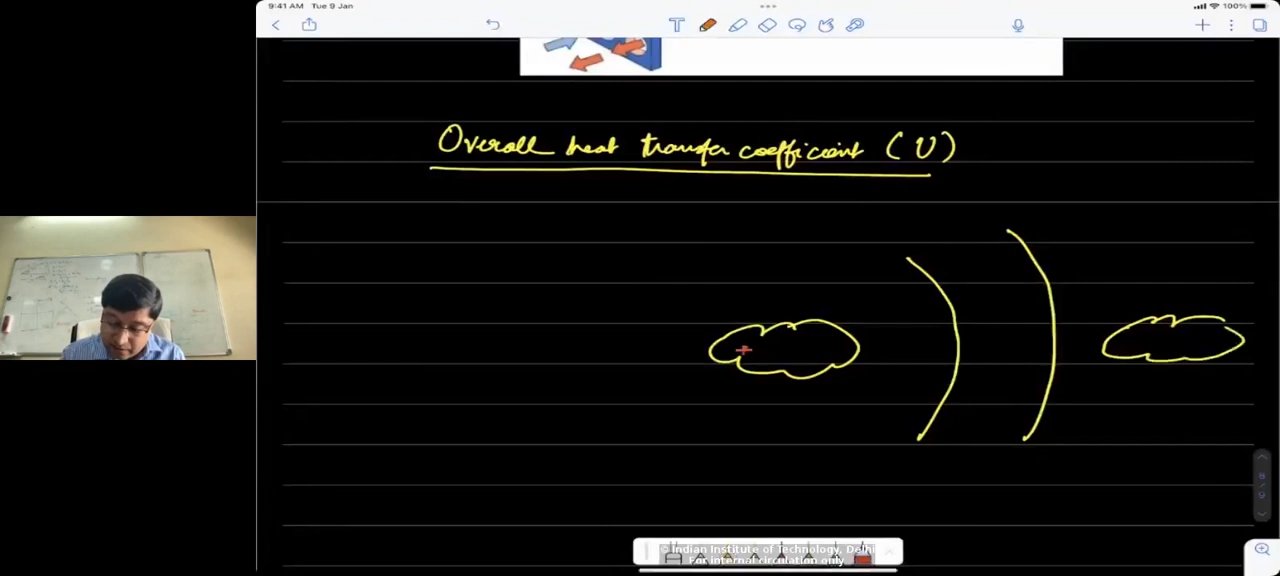 9:41 AM Tue 9 Jan
100%
Overall heat transfer coefficient (U)
© Indian Institute of Technology, Delhi
For internal circulation only